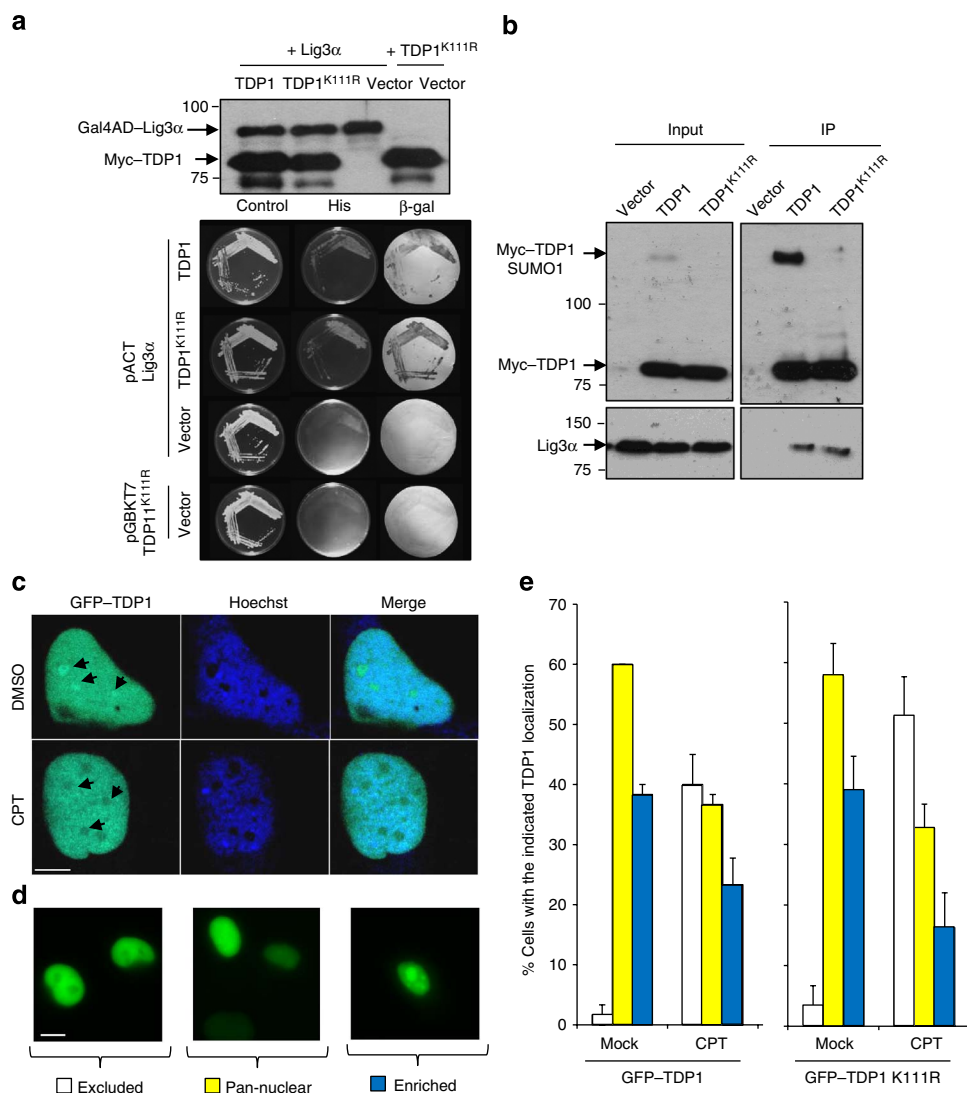 a
+ Lig3α
+ TDP1K111R
TDP1
TDP1K111R
Vector
Vector
100
Gal4AD–Lig3α
Myc–TDP1
75
Control
His
β-gal
pACT
Lig3α
TDP1
TDP1K111R
Vector
pGBKT7
TDP11K111R
Vector
b
Input
IP
Vector
TDP1
TDP1K111R
Vector
TDP1
TDP1K111R
Myc–TDP1
SUMO1
100
Myc–TDP1
75
150
Lig3α
75
c
GFP–TDP1
Hoechst
Merge
DMSO
CPT
d
Excluded
Pan-nuclear
Enriched
e
% Cells with the indicated TDP1 localization
70
60
50
40
30
20
10
0
Mock
CPT
Mock
CPT
GFP–TDP1
GFP–TDP1 K111R